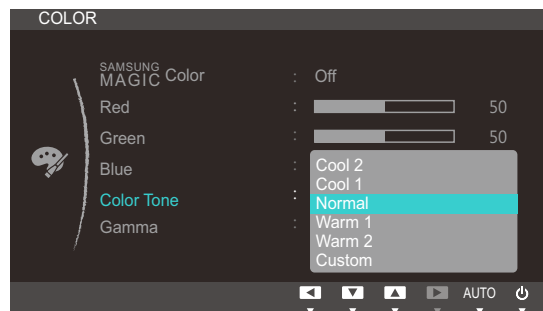 COLOR
SAMSUNG MAGIC Color : Off
Red : 50
Green : 50
Blue :
Cool 2
Cool 1
Color Tone : Normal
Warm 1
Gamma :
Warm 2
Custom
AUTO